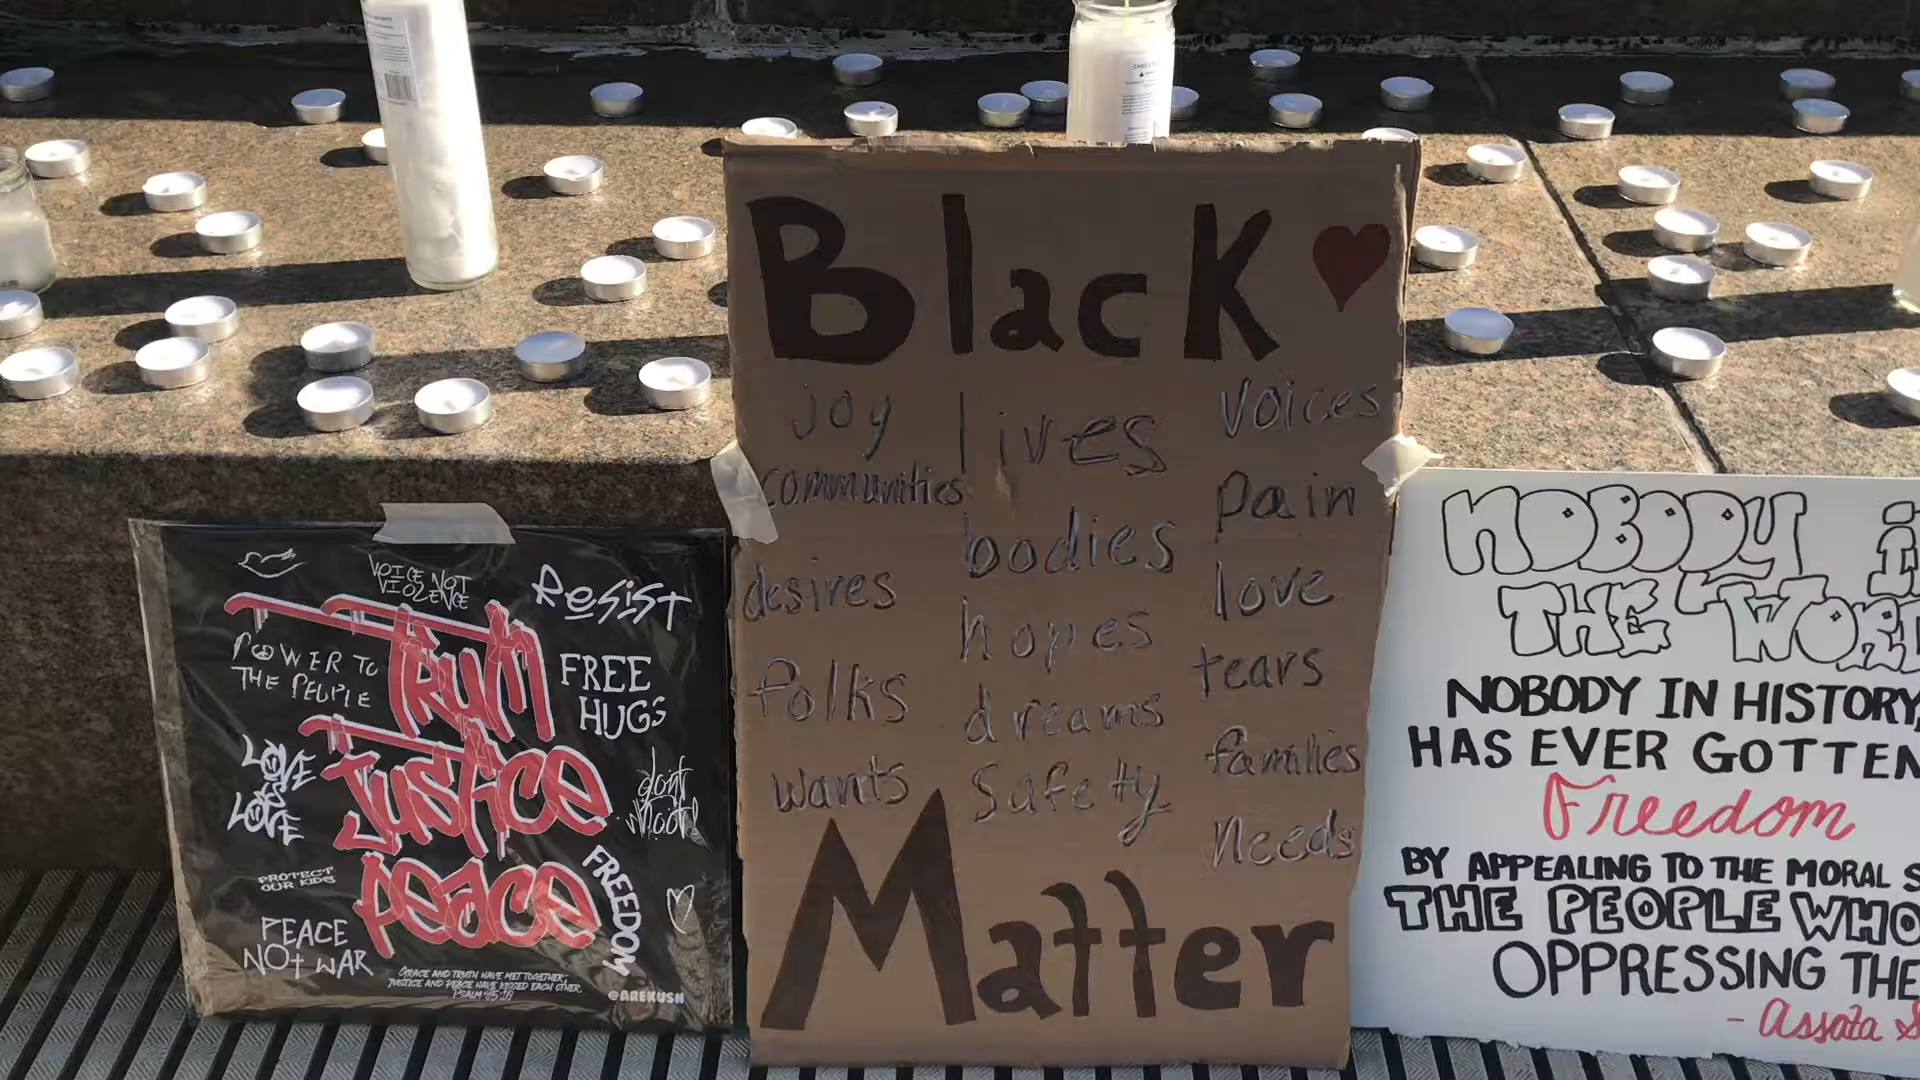 VOICE NOT
VIOLENCE
Resist
POWER TO
THE PEOPLE
Truth
FREE
HUGS
Justice
LOVE
LOVES
LOVE
don't
shoot!
Peace
PROTECT
OUR KIDS
FREEDOM
PEACE
NOT WAR
GRACE AND TRUTH HAVE MET TOGETHER;
JUSTICE AND PEACE HAVE KISSED EACH OTHER.
@AREKUSH
Black
joy
communities
desires
folks
wants
lives
bodies
hopes
dreams
Safety
voices
pain
love
tears
families
needs
Matter
NOBODY
THE WORL
NOBODY IN HISTORY
HAS EVER GOTTEN
Freedom
BY APPEALING TO THE MORAL S
THE PEOPLE WHO
OPPRESSING THE
- Assata S